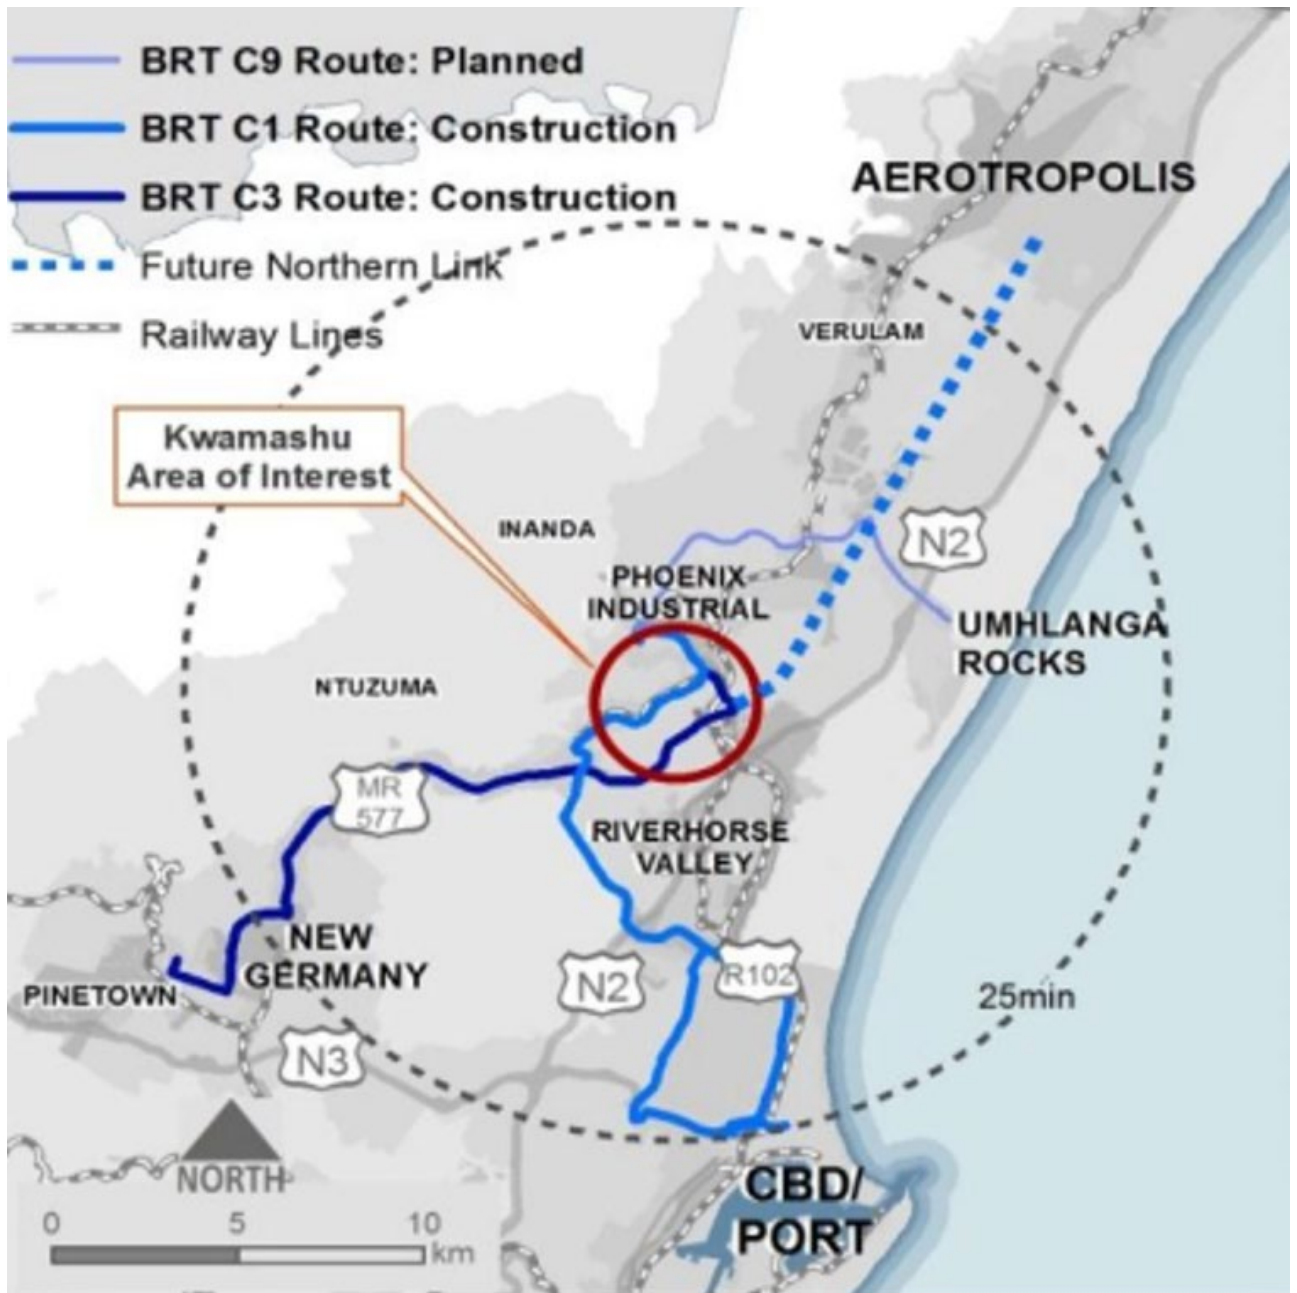 BRT C9 Route: Planned
BRT C1 Route: Construction
BRT C3 Route: Construction
Future Northern Link
Railway Lines
AEROTROPOLIS
VERULAM
Kwamashu
Area of Interest
INANDA
N2
PHOENIX
INDUSTRIAL
UMHLANGA
ROCKS
NTUZUMA
MR
577
RIVERHORSE
VALLEY
NEW
GERMANY
PINETOWN
N2
R102
25min
N3
NORTH
CBD/
PORT
0 5 10
km